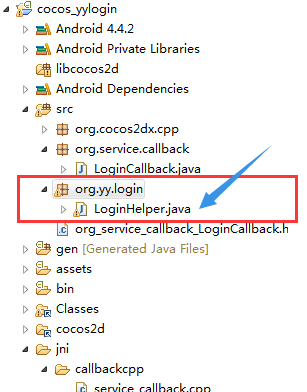 cocos_yylogin
Android 4.4.2
Android Private Libraries
libcocos2d
Android Dependencies
src
org.cocos2dx.cpp
org.service.callback
LoginCallback.java
org.yy.login
LoginHelper.java
org_service_callback_LoginCallback.h
gen [Generated Java Files]
assets
bin
Classes
cocos2d
jni
callbackcpp
service_callback.cpp